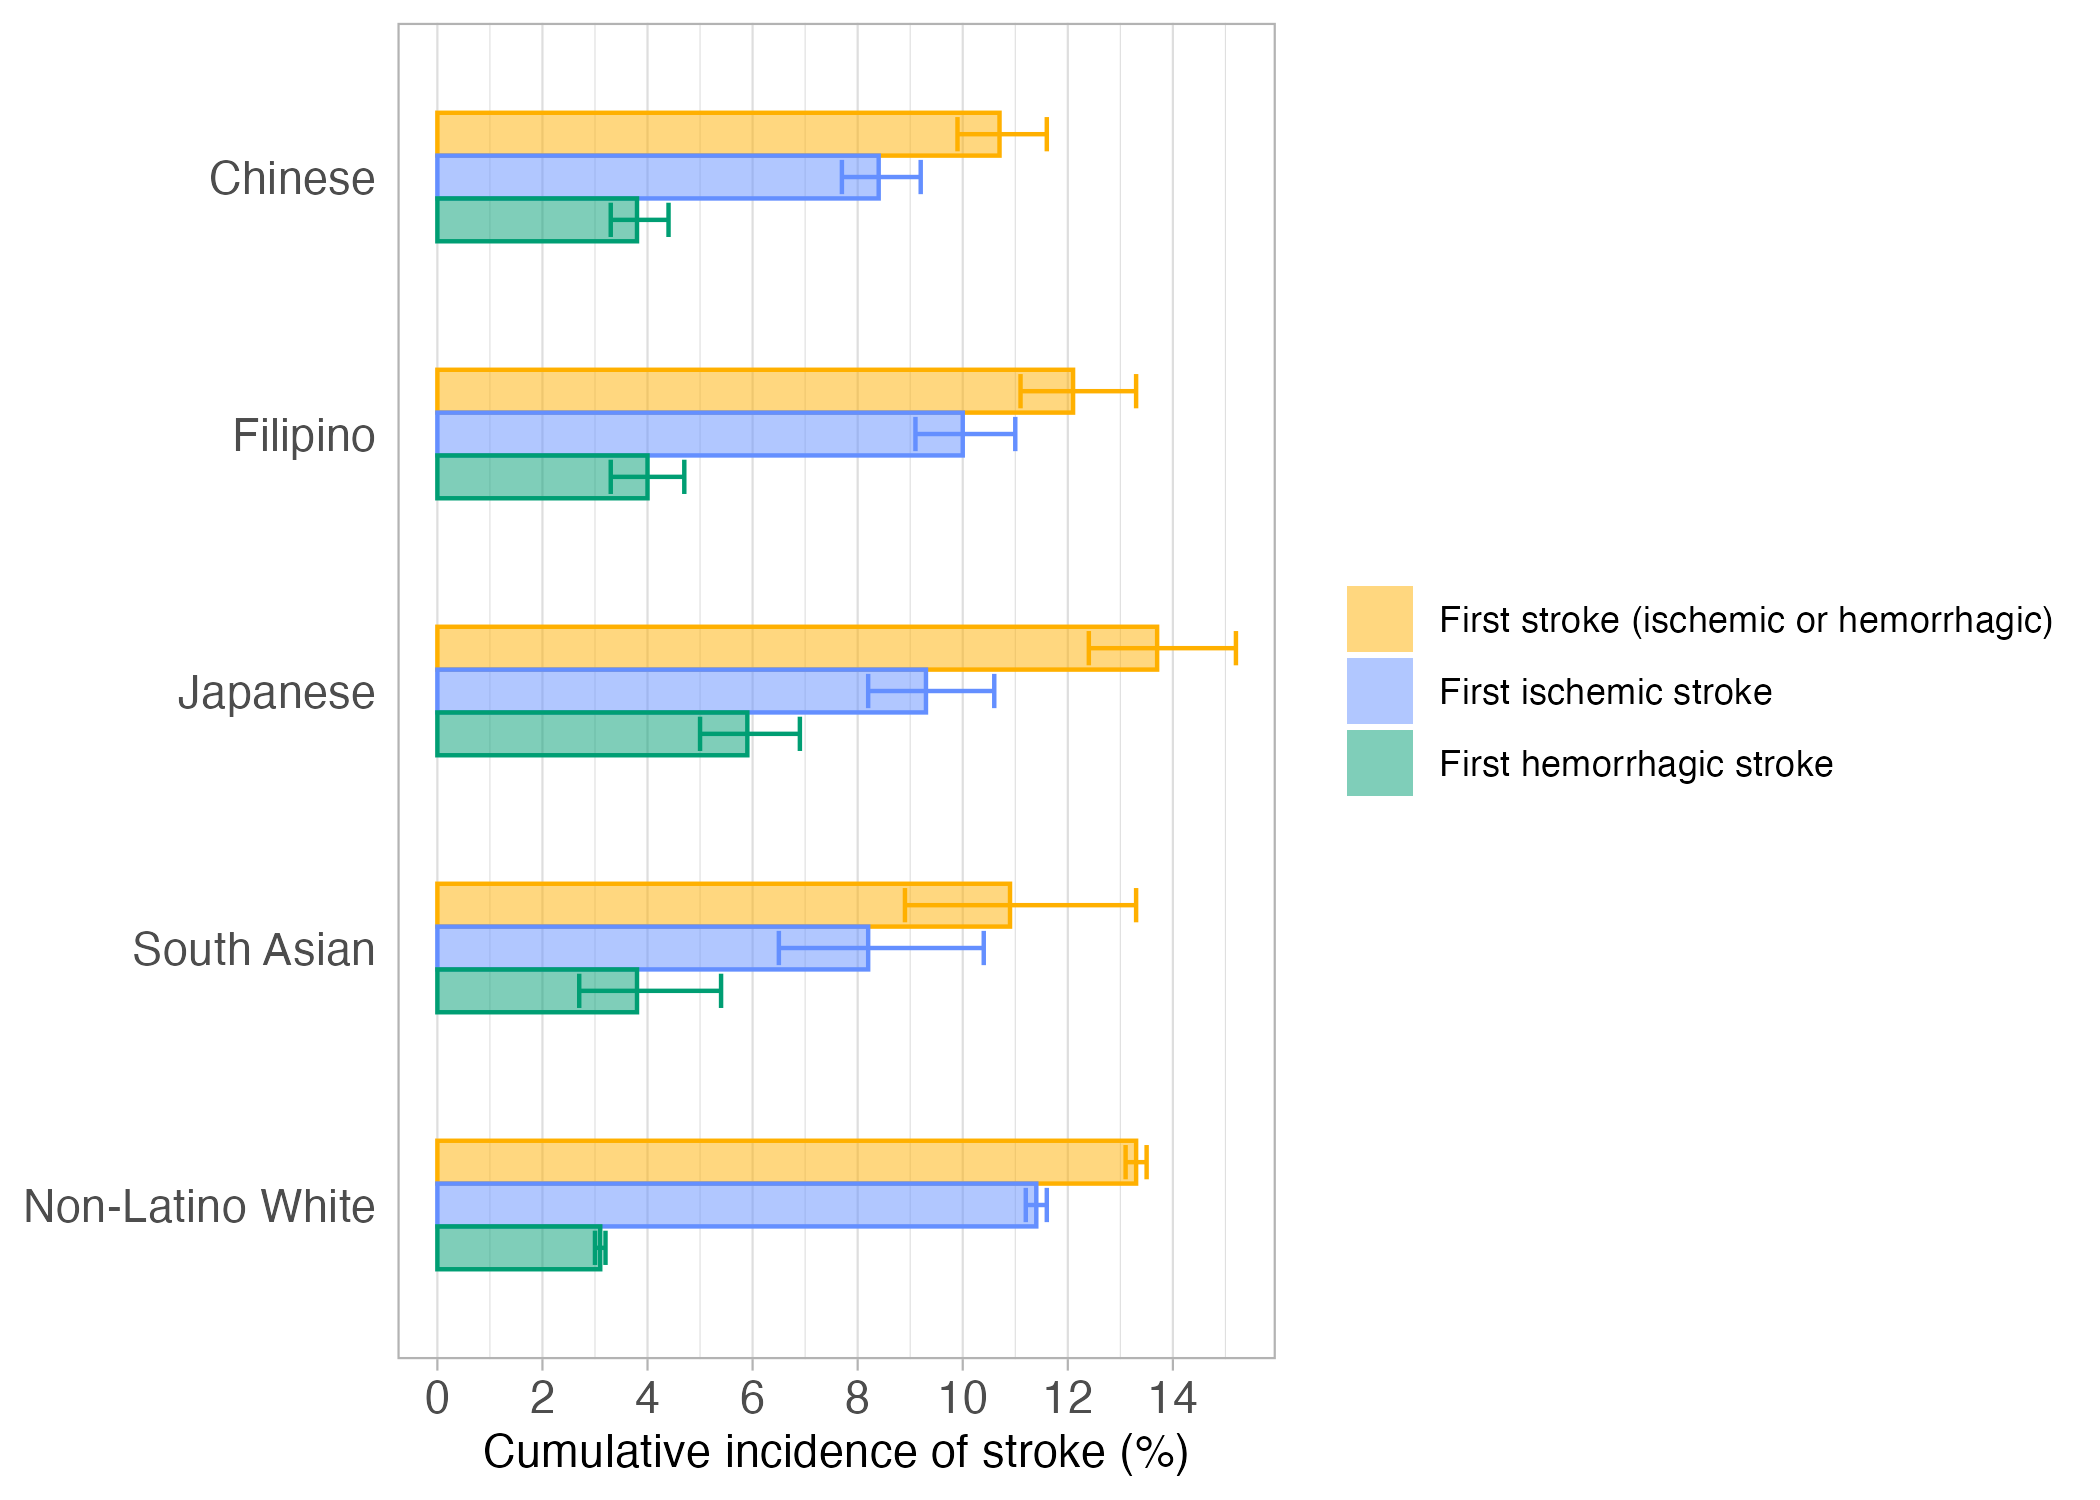 Chinese
Filipino
Japanese
South Asian
Non-Latino White
0 2 4 6 8 10 12 14
Cumulative incidence of stroke (%)
First stroke (ischemic or hemorrhagic)
First ischemic stroke
First hemorrhagic stroke